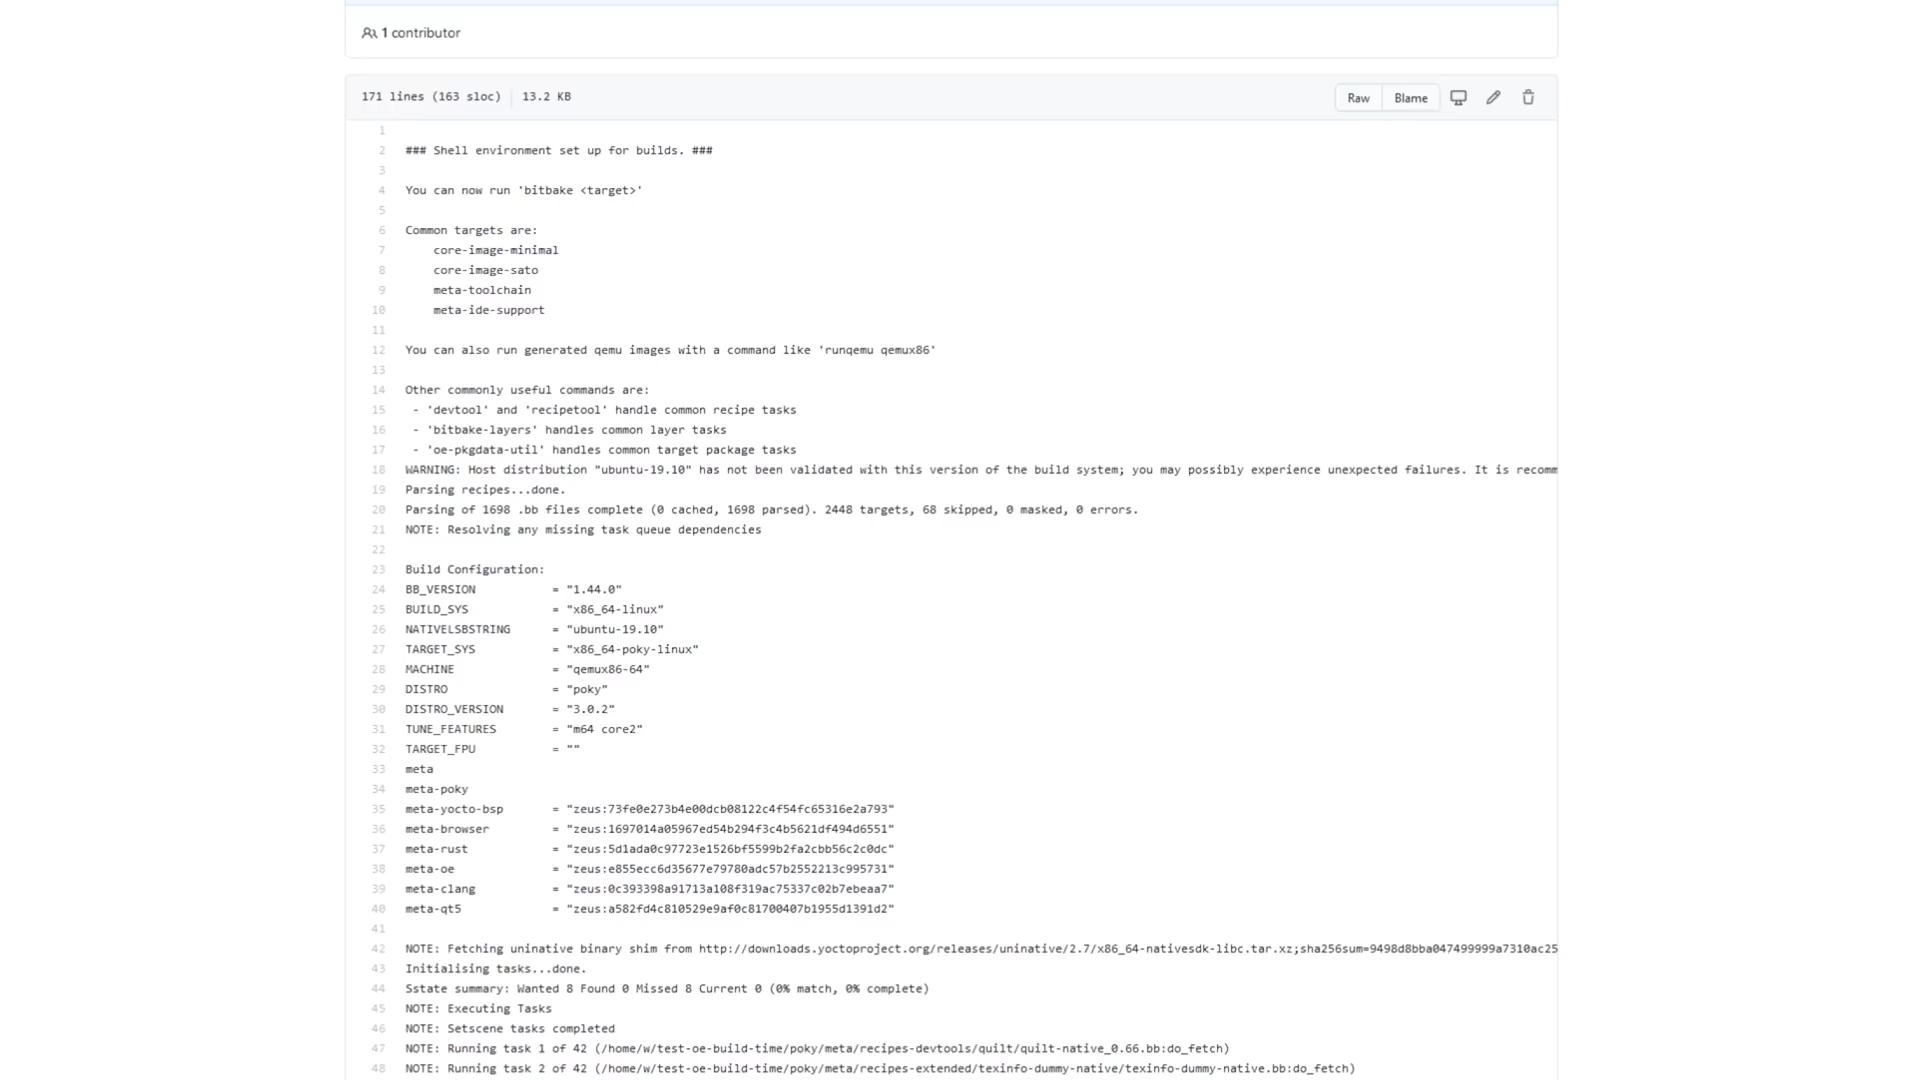 1 contributor
171 lines (163 sloc) 13.2 KB Raw Blame
1
2 ### Shell environment set up for builds. ###
3
4 You can now run 'bitbake <target>'
5
6 Common targets are:
7 core-image-minimal
8 core-image-sato
9 meta-toolchain
10 meta-ide-support
11
12 You can also run generated qemu images with a command like 'runqemu qemux86'
13
14 Other commonly useful commands are:
15 - 'devtool' and 'recipetool' handle common recipe tasks
16 - 'bitbake-layers' handles common layer tasks
17 - 'oe-pkgdata-util' handles common target package tasks
18 WARNING: Host distribution "ubuntu-19.10" has not been validated with this version of the build system; you may possibly experience unexpected failures. It is recomm
19 Parsing recipes...done.
20 Parsing of 1698 .bb files complete (0 cached, 1698 parsed). 2448 targets, 68 skipped, 0 masked, 0 errors.
21 NOTE: Resolving any missing task queue dependencies
22
23 Build Configuration:
24 BB_VERSION = "1.44.0"
25 BUILD_SYS = "x86_64-linux"
26 NATIVELSBSTRING = "ubuntu-19.10"
27 TARGET_SYS = "x86_64-poky-linux"
28 MACHINE = "qemux86-64"
29 DISTRO = "poky"
30 DISTRO_VERSION = "3.0.2"
31 TUNE_FEATURES = "m64 core2"
32 TARGET_FPU = ""
33 meta
34 meta-poky
35 meta-yocto-bsp = "zeus:73fe0e273b4e00dcb08122c4f54fc65316e2a793"
36 meta-browser = "zeus:1697014a05967ed54b294f3c4b5621df494d6551"
37 meta-rust = "zeus:5d1ada0c97723e1526bf5599b2fa2cbb56c2c0dc"
38 meta-oe = "zeus:e855ecc6d35677e79780adc57b2552213c995731"
39 meta-clang = "zeus:0c393398a91713a108f319ac75337c02b7ebeaa7"
40 meta-qt5 = "zeus:a582fd4c810529e9af0c81700407b1955d1391d2"
41
42 NOTE: Fetching uninative binary shim from http://downloads.yoctoproject.org/releases/uninative/2.7/x86_64-nativesdk-libc.tar.xz;sha256sum=9498d8bba047499999a7310ac25
43 Initialising tasks...done.
44 Sstate summary: Wanted 8 Found 0 Missed 8 Current 0 (0% match, 0% complete)
45 NOTE: Executing Tasks
46 NOTE: Setscene tasks completed
47 NOTE: Running task 1 of 42 (/home/w/test-oe-build-time/poky/meta/recipes-devtools/quilt/quilt-native_0.66.bb:do_fetch)
48 NOTE: Running task 2 of 42 (/home/w/test-oe-build-time/poky/meta/recipes-extended/texinfo-dummy-native/texinfo-dummy-native.bb:do_fetch)